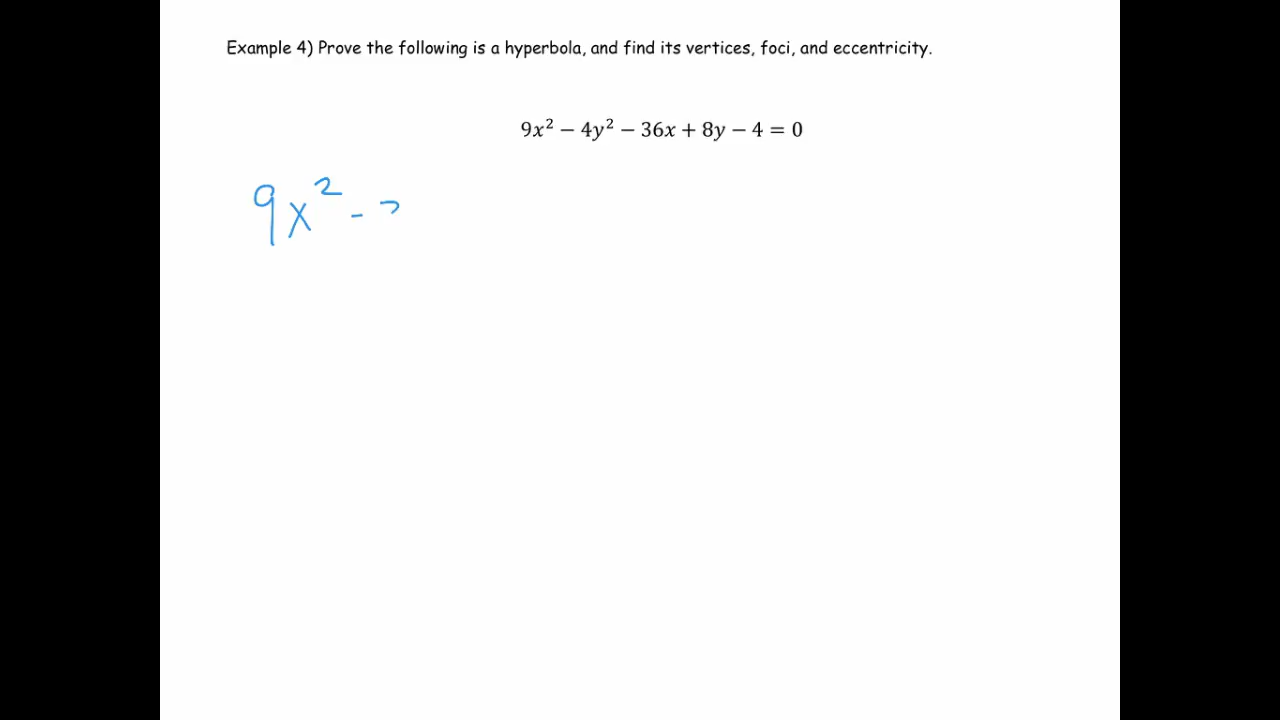 Example 4) Prove the following is a hyperbola, and find its vertices, foci, and eccentricity.
9x² − 4y² − 36x + 8y − 4 = 0
9x² -